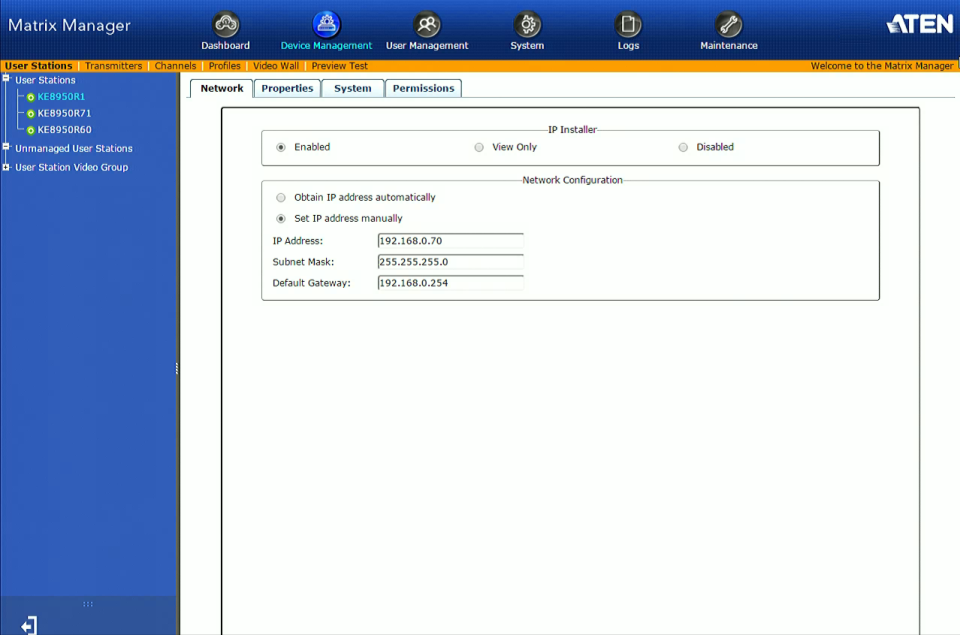 Matrix Manager
Dashboard Device Management User Management System Logs Maintenance
ATEN
User Stations | Transmitters | Channels | Profiles | Video Wall | Preview Test
Welcome to the Matrix Manager
User Stations
KE8950R1
KE8950R71
KE8950R60
Unmanaged User Stations
User Station Video Group
Network Properties System Permissions
IP Installer
Enabled View Only Disabled
Network Configuration
Obtain IP address automatically
Set IP address manually
IP Address: 192.168.0.70
Subnet Mask: 255.255.255.0
Default Gateway: 192.168.0.254